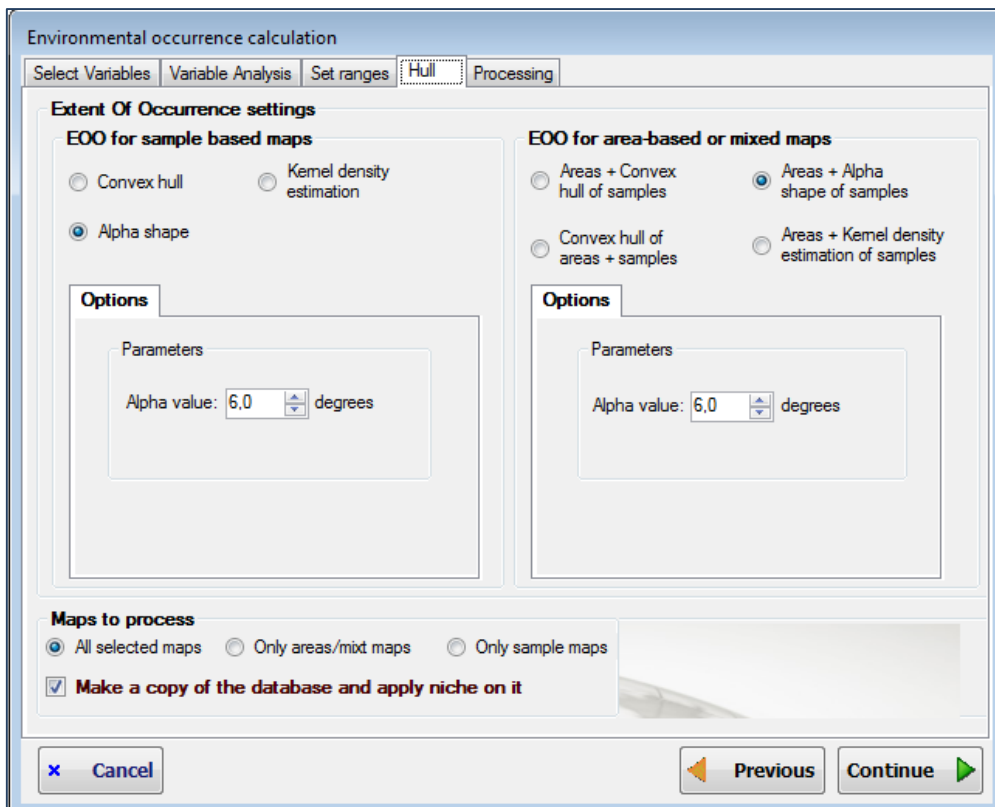 Environmental occurrence calculation
Select Variables Variable Analysis Set ranges Hull Processing
Extent Of Occurrence settings
EOO for sample based maps
Convex hull
Kernel density
estimation
Alpha shape
Options
Parameters
Alpha value: 6,0 degrees
EOO for area-based or mixed maps
Areas + Convex
hull of samples
Areas + Alpha
shape of samples
Convex hull of
areas + samples
Areas + Kernel density
estimation of samples
Options
Parameters
Alpha value: 6,0 degrees
Maps to process
All selected maps Only areas/mixt maps Only sample maps
Make a copy of the database and apply niche on it
Cancel Previous Continue